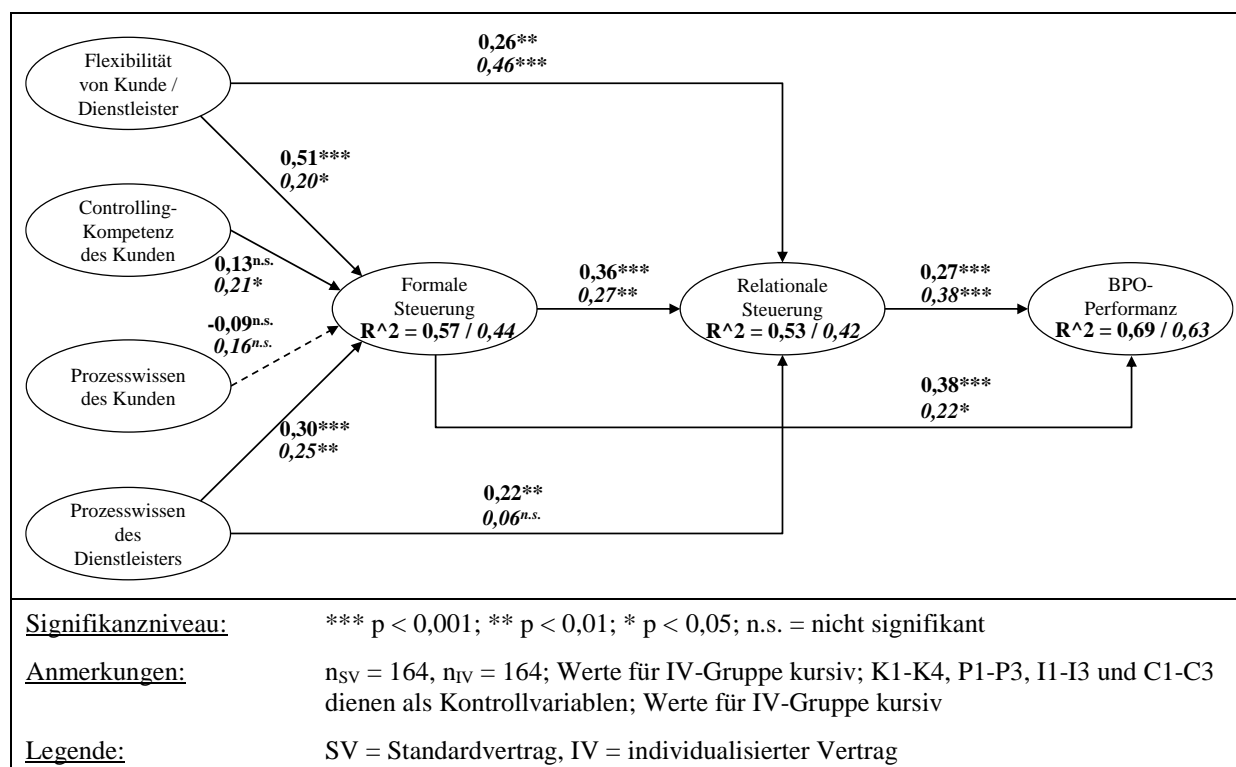 Flexibilität
von Kunde /
Dienstleister
0,26**
0,46***
0,51***
0,20*
Controlling-
Kompetenz
des Kunden
0,13n.s.
0,21*
Formale
Steuerung
R^2 = 0,57 / 0,44
0,36***
0,27**
Relationale
Steuerung
R^2 = 0,53 / 0,42
0,27***
0,38***
BPO-
Performanz
R^2 = 0,69 / 0,63
-0,09n.s.
0,16n.s.
Prozesswissen
des Kunden
0,38***
0,22*
0,30***
0,25**
Prozesswissen
des
Dienstleisters
0,22**
0,06n.s.
Signifikanzniveau: *** p < 0,001; ** p < 0,01; * p < 0,05; n.s. = nicht signifikant
Anmerkungen: nSV = 164, nIV = 164; Werte für IV-Gruppe kursiv; K1-K4, P1-P3, I1-I3 und C1-C3
dienen als Kontrollvariablen; Werte für IV-Gruppe kursiv
Legende: SV = Standardvertrag, IV = individualisierter Vertrag